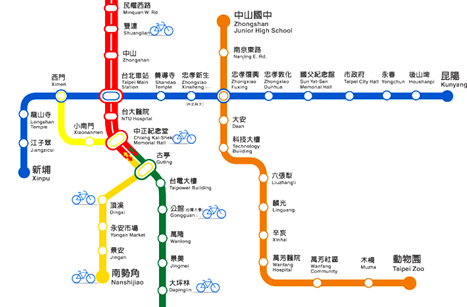 民權西路
Minquan W. Rd.
雙連
Shuanglian
中山
Zhongshan
中山國中
Zhongshan
Junior High School
南京東路
Nanjing E. Rd.
西門
Ximen
台北車站
Taipei Main
Station
善導寺
Shandao
Temple
忠孝新生
Zhongxiao
Xinsheng
忠孝復興
Zhongxiao
Fuxing
忠孝敦化
Zhongxiao
Dunhua
國父紀念館
Sun Yat-Sen
Memorial Hall
市政府
Taipei City Hall
永春
Yongchun
後山埤
Houshanpi
昆陽
Kunyang
龍山寺
Longshan
Temple
江子翠
Jiangzicui
新埔
Xinpu
小南門
Xiaonanmen
台大醫院
NTU Hospital
中正紀念堂
Chiang Kai-Shek
Memorial Hall
古亭
Guting
大安
Daan
科技大樓
Technology
Building
台電大樓
Taipower
Building
公館
Gongguan
頂溪
Dingxi
永安市場
Yongan Market
景安
Jingan
南勢角
Nanshijiao
萬隆
Wanlong
景美
Jingmei
大坪林
Dapinglin
六張犁
Liuzhangli
麟光
Linguang
辛亥
Xinhai
萬芳醫院
Wanfang
Hospital
萬芳社區
Wanfang
Community
木柵
Muzha
動物園
Taipei Zoo